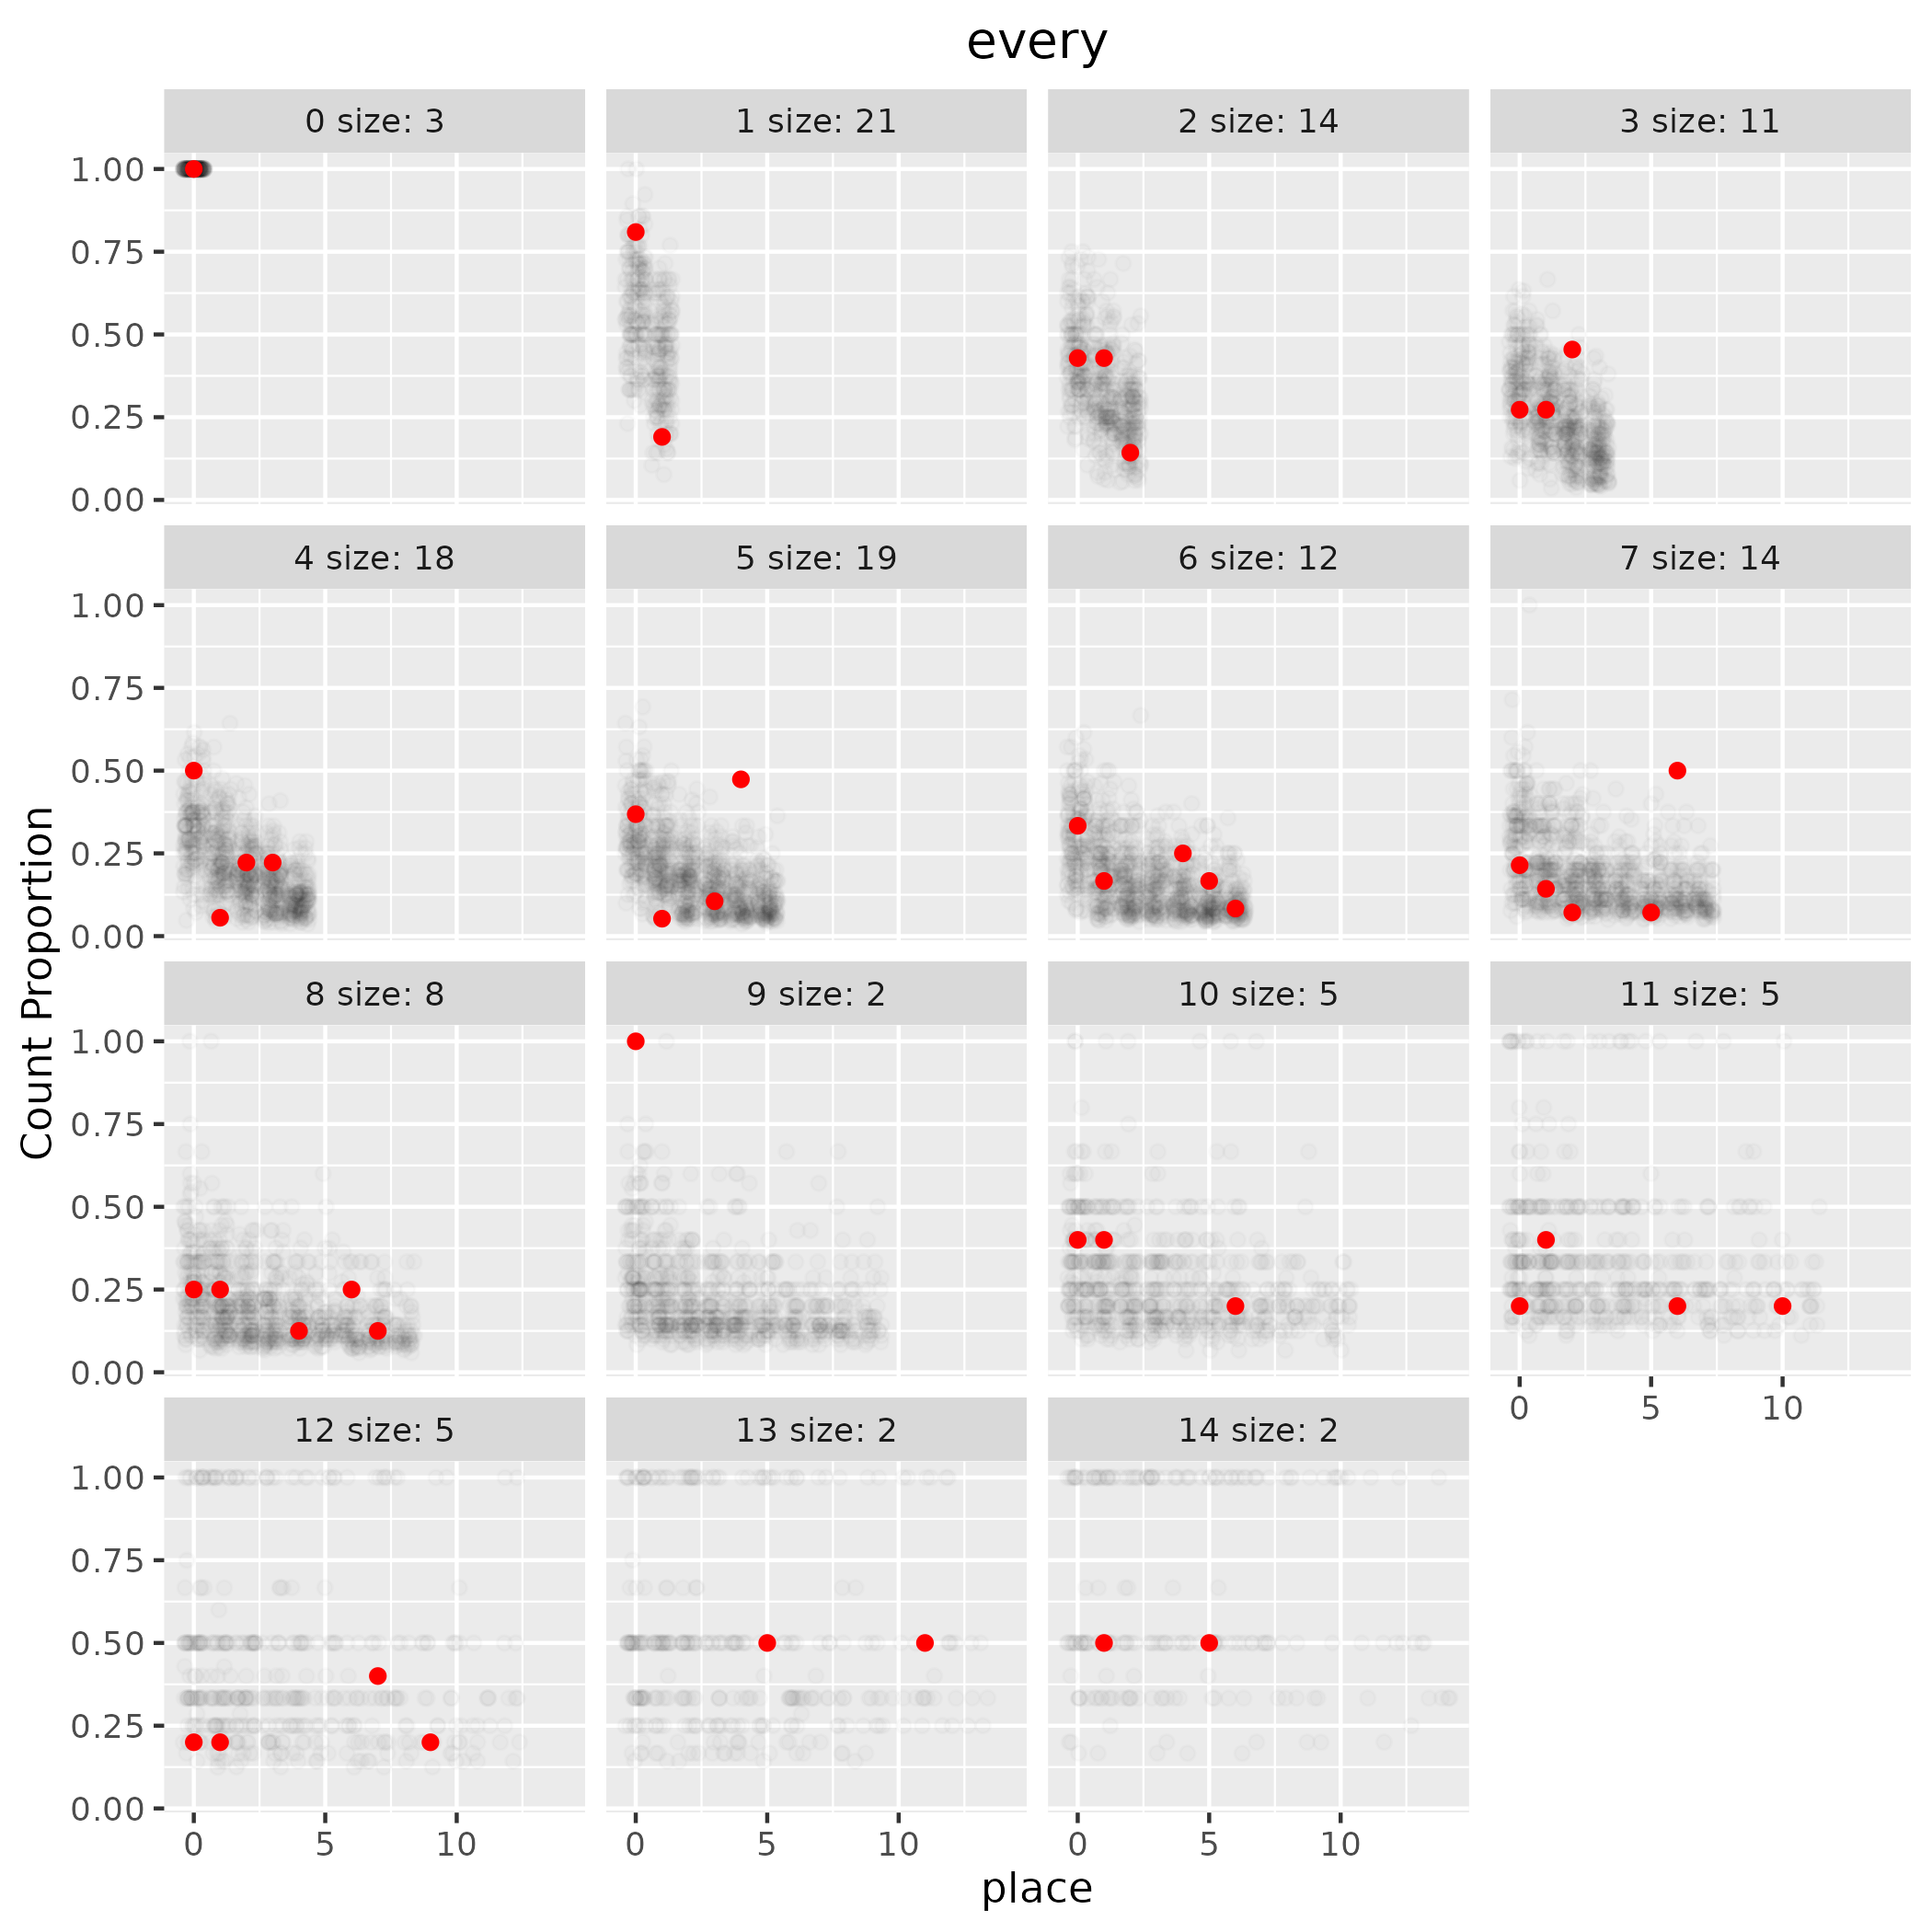 every
0 size: 3
1 size: 21
2 size: 14
3 size: 11
1.00
0.75
0.50
0.25
0.00
4 size: 18
5 size: 19
6 size: 12
7 size: 14
1.00
0.75
0.50
0.25
0.00
Count Proportion
8 size: 8
9 size: 2
10 size: 5
11 size: 5
1.00
0.75
0.50
0.25
0.00
0 5 10
12 size: 5
13 size: 2
14 size: 2
1.00
0.75
0.50
0.25
0.00
0 5 10
0 5 10
0 5 10
place